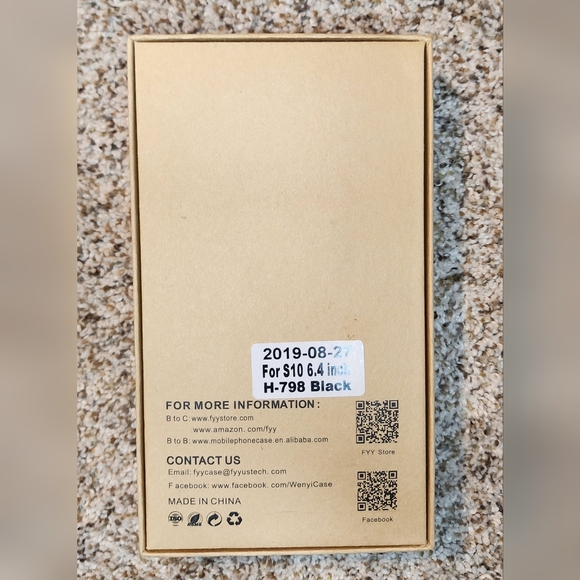 2019-08-27
For S10 6.4 inch
H-798 Black
FOR MORE INFORMATION:
B to C: www.fyystore.com
www.amazon.com/fyy
B to B: www.mobilephonecase.en.alibaba.com
FYY Store
CONTACT US
Email: fyycase@fyyustech. com
Facebook: www.facebook. com/WenyiCase
MADE IN CHINA
Facebook
ISO